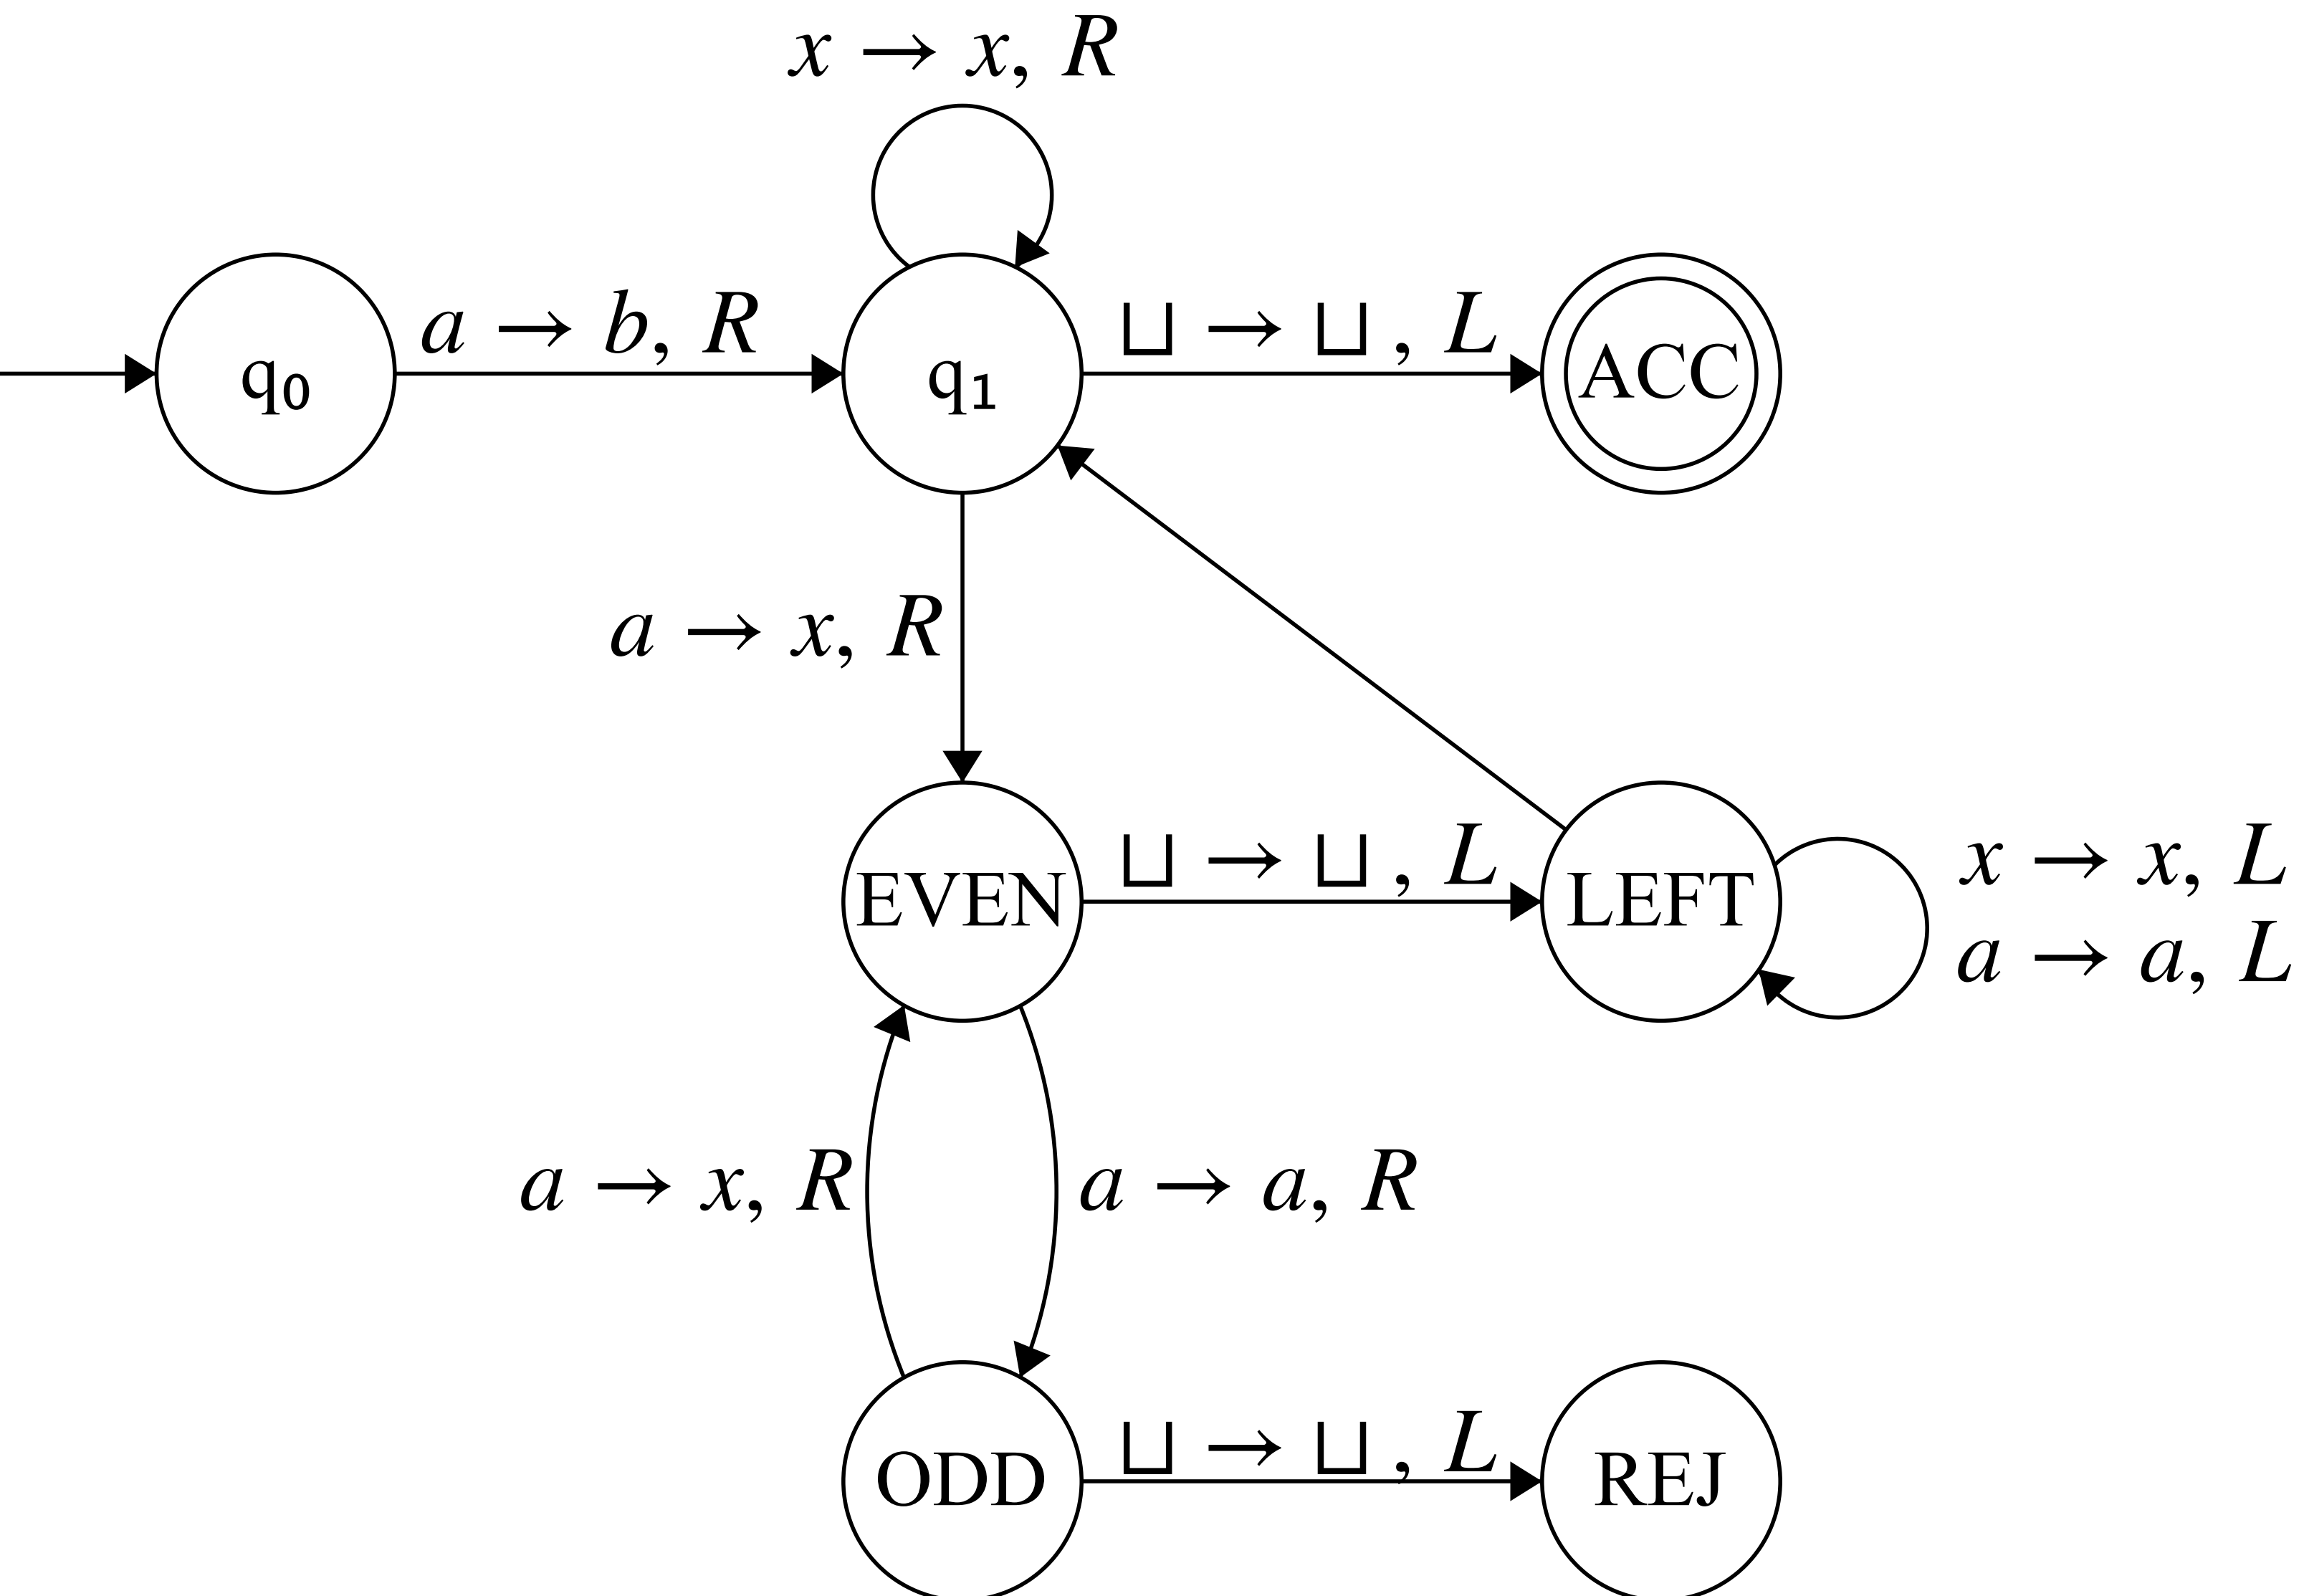 x → x, R
a → b, R
⊔ → ⊔ , L
q₀
q₁
ACC
a → x, R
⊔ → ⊔ , L
x → x, L
EVEN
LEFT
a → a, L
a → x, R
a → a, R
⊔ → ⊔ , L
ODD
REJ